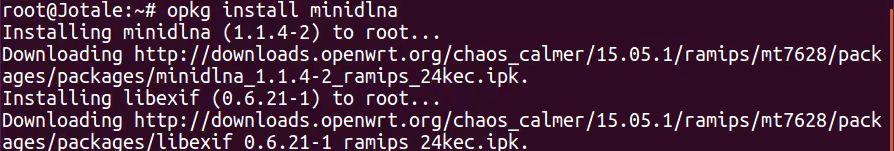 root@Jotale:~# opkg install minidlna
Installing minidlna (1.1.4-2) to root...
Downloading http://downloads.openwrt.org/chaos_calmer/15.05.1/ramips/mt7628/pack
ages/packages/minidlna_1.1.4-2_ramips_24kec.ipk.
Installing libexif (0.6.21-1) to root...
Downloading http://downloads.openwrt.org/chaos_calmer/15.05.1/ramips/mt7628/pack
ages/packages/libexif_0.6.21-1_ramips_24kec.ipk.